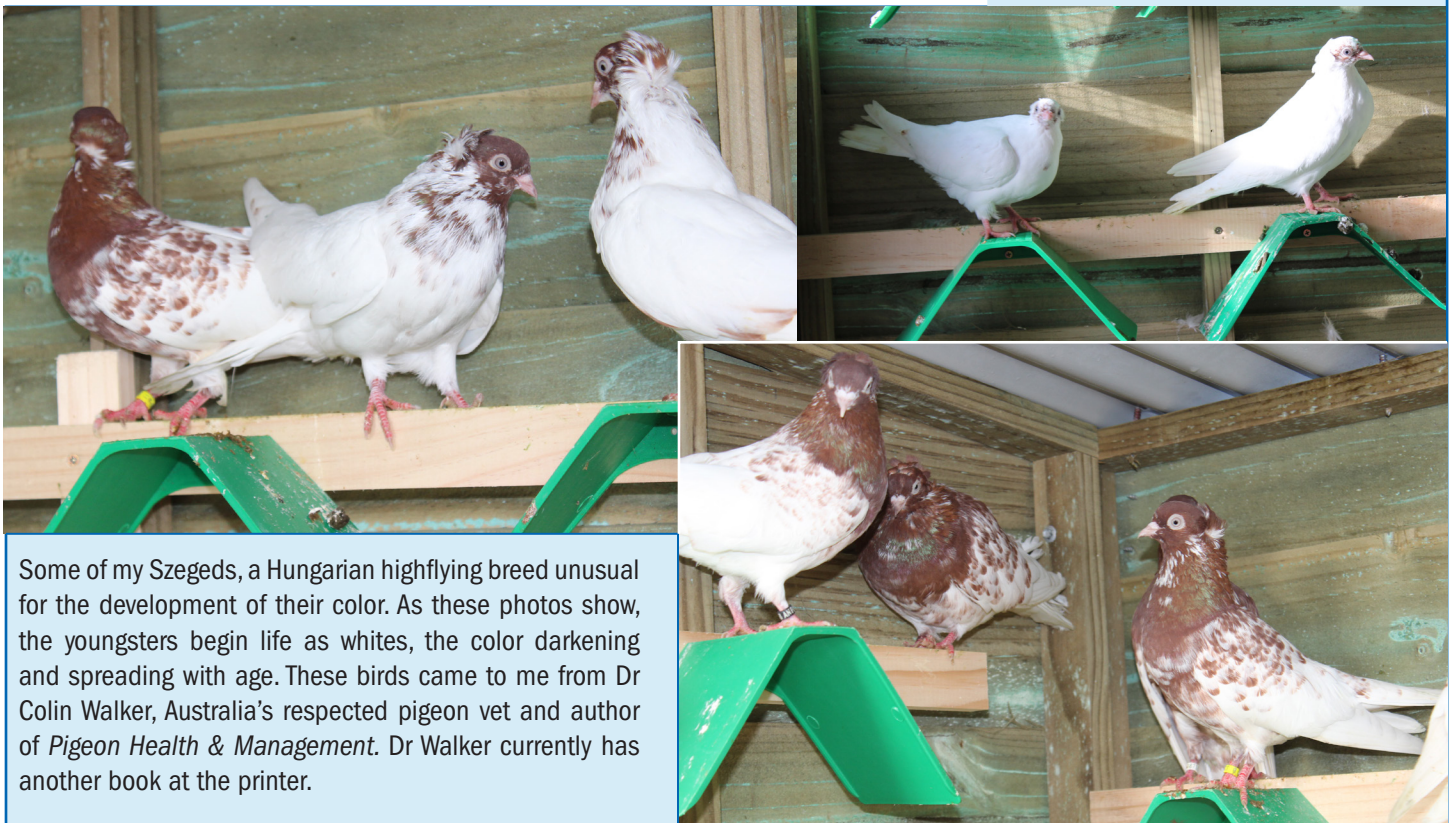 Some of my Szegeds, a Hungarian highflying breed unusual
for the development of their color. As these photos show,
the youngsters begin life as whites, the color darkening
and spreading with age. These birds came to me from Dr
Colin Walker, Australia’s respected pigeon vet and author
of Pigeon Health & Management. Dr Walker currently has
another book at the printer.